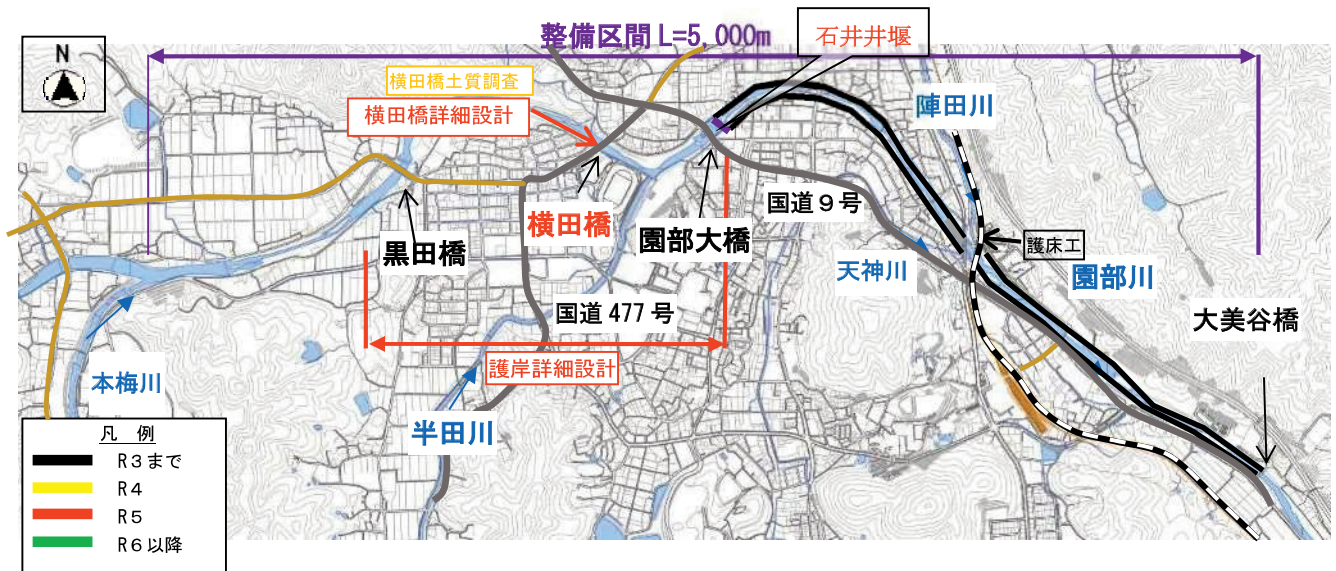 整備区間 L=5,000m
石井井堰
N
横田橋土質調査
横田橋詳細設計
陣田川
国道９号
横田橋
園部大橋
黒田橋
護床工
天神川
園部川
国道 477 号
大美谷橋
護岸詳細設計
本梅川
半田川
凡 例
Ｒ３まで
Ｒ４
Ｒ５
Ｒ６以降